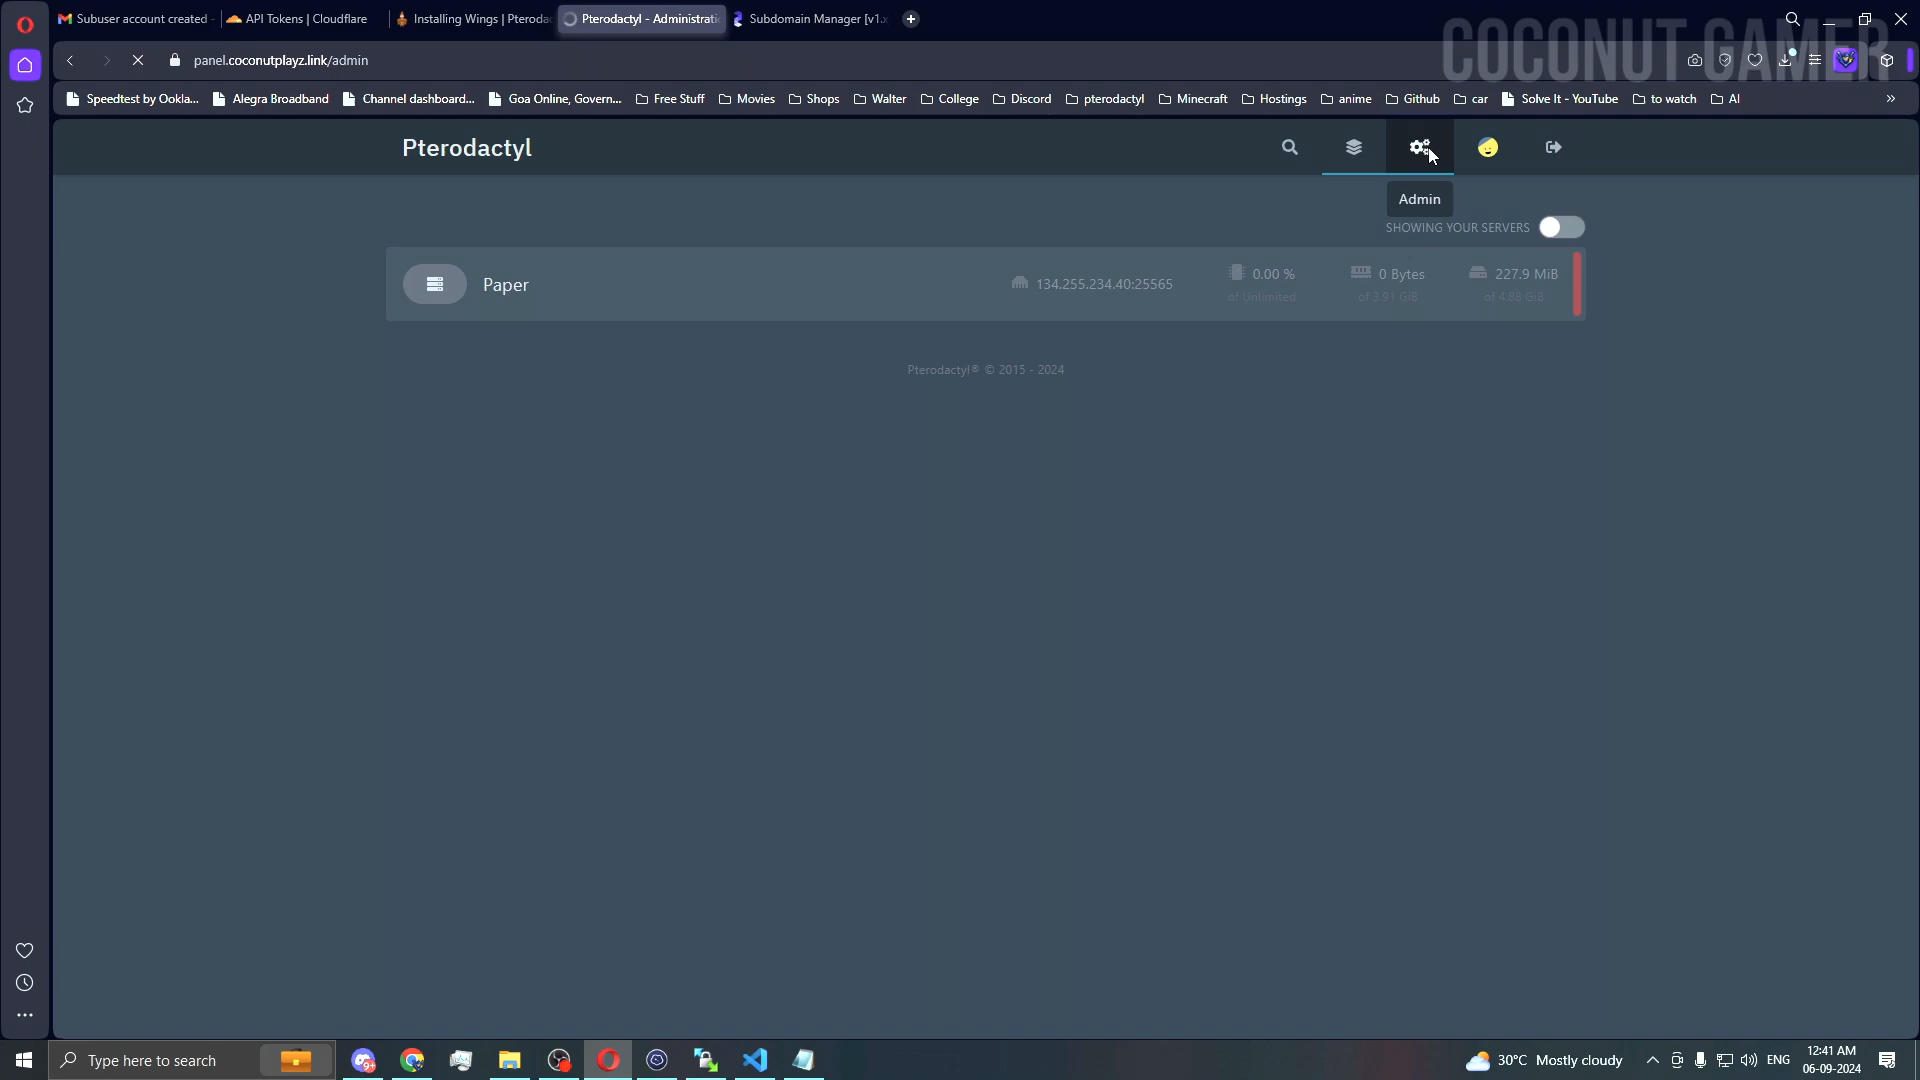 Subuser account created
API Tokens | Cloudflare
Installing Wings | Pteroda
Pterodactyl - Administratio
Subdomain Manager [v1.x
COCONUT GAMER
panel.coconutplayz.link/admin
Speedtest by Ookla...
Alegra Broadband
Channel dashboard...
Goa Online, Govern...
Free Stuff
Movies
Shops
Walter
College
Discord
pterodactyl
Minecraft
Hostings
anime
Github
car
Solve It - YouTube
to watch
AI
»
Pterodactyl
Admin
SHOWING YOUR SERVERS
Paper
134.255.234.40:25565
0.00 %
of Unlimited
0 Bytes
of 3.91 GiB
227.9 MiB
of 4.88 GiB
Pterodactyl® © 2015 - 2024
Type here to search
9+
30°C Mostly cloudy
ENG
12:41 AM
06-09-2024